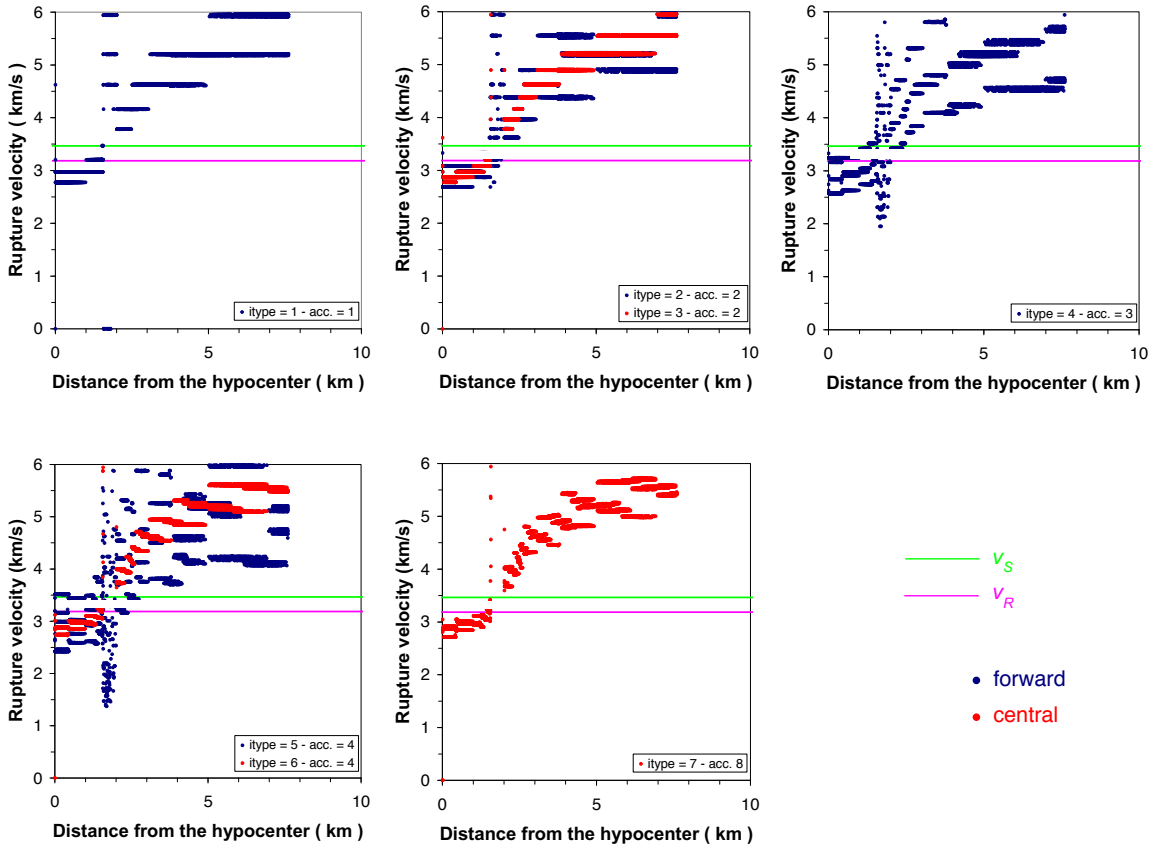 6
5
4
3
2
1
0
Rupture velocity ( km/s)
itype = 1 - acc. = 1
0
5
10
Distance from the hypocenter ( km )
6
5
4
3
2
1
0
Rupture velocity (km/s)
itype = 2 - acc. = 2
itype = 3 - acc. = 2
0
5
10
Distance from the hypocenter ( km )
6
5
4
3
2
1
0
Rupture velocity (km/s)
itype = 4 - acc. = 3
0
5
10
Distance from the hypocenter ( km )
6
5
4
3
2
1
0
Rupture velocity (km/s)
itype = 5 - acc. = 4
itype = 6 - acc. = 4
0
5
10
Distance from the hypocenter ( km )
6
5
4
3
2
1
0
Rupture velocity (km/s)
itype = 7 - acc. 8
0
5
10
Distance from the hypocenter ( km )
v_S
v_R
forward
central